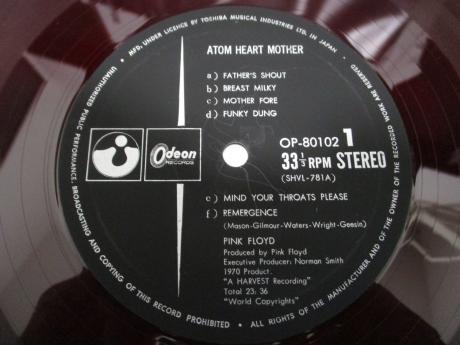 MFD. UNDER LICENCE BY TOSHIBA MUSICAL INDUSTRIES LTD. IN JAPAN. • ALL RIGHTS OF THE MANUFACTURER AND OF THE OWNER OF THE RECORDED WORK ARE RESERVED
UNAUTHORIZED PUBLIC PERFORMANCE, BROADCASTING AND COPYING OF THIS RECORD PROHIBITED •
ATOM HEART MOTHER
a) FATHER'S SHOUT
b) BREAST MILKY
c) MOTHER FORE
d) FUNKY DUNG
OP-80102 1
33 1/3 RPM STEREO
(SHVL-781A)
Odeon
RECORDS
e) MIND YOUR THROATS PLEASE
f) REMERGENCE
(Mason-Gilmour-Waters-Wright-Geesin)
PINK FLOYD
Produced by Pink Floyd
Executive Producer: Norman Smith
1970 Product.
"A HARVEST Recording"
Total 23: 36
"World Copyrights"